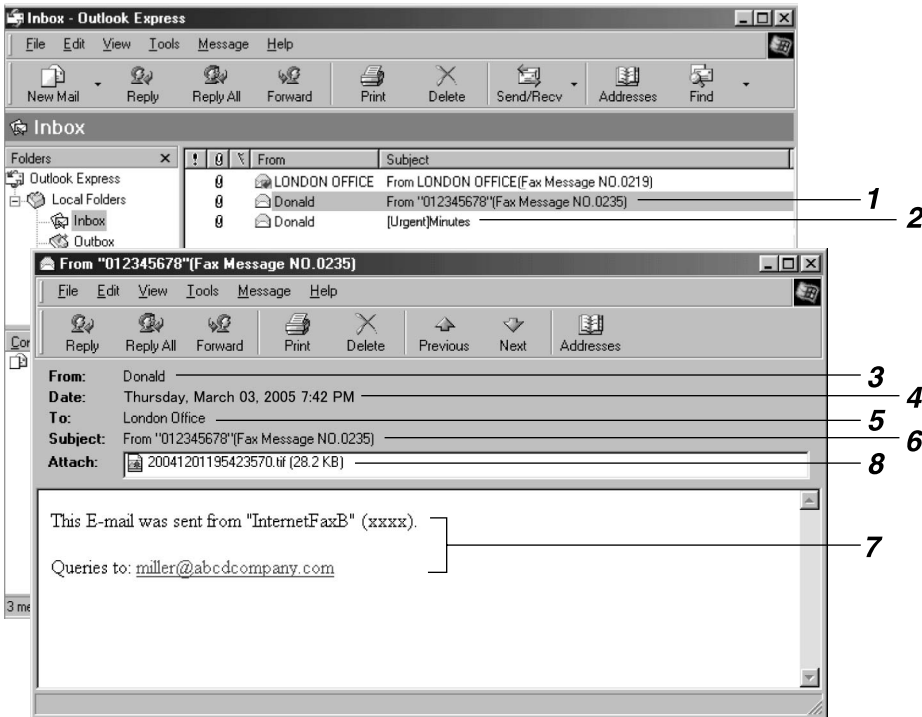 Inbox - Outlook Express
File Edit View Tools Message Help
New Mail Reply Reply All Forward Print Delete Send/Recv Addresses Find
Inbox
Folders × ! From Subject
Outlook Express LONDON OFFICE From LONDON OFFICE(Fax Message NO.0219)
Local Folders Donald From "012345678"(Fax Message NO.0235) 1
Inbox Donald [Urgent]Minutes 2
Outbox
From "012345678"(Fax Message NO.0235)
File Edit View Tools Message Help
Reply Reply All Forward Print Delete Previous Next Addresses
Con
From: Donald 3
Date: Thursday, March 03, 2005 7:42 PM 4
To: London Office 5
Subject: From "012345678"(Fax Message NO.0235) 6
Attach: 20041201195423570.tif (28.2 KB) 8
This E-mail was sent from "InternetFaxB" (xxxx).
7
Queries to: miller@abcdcompany.com
3 me